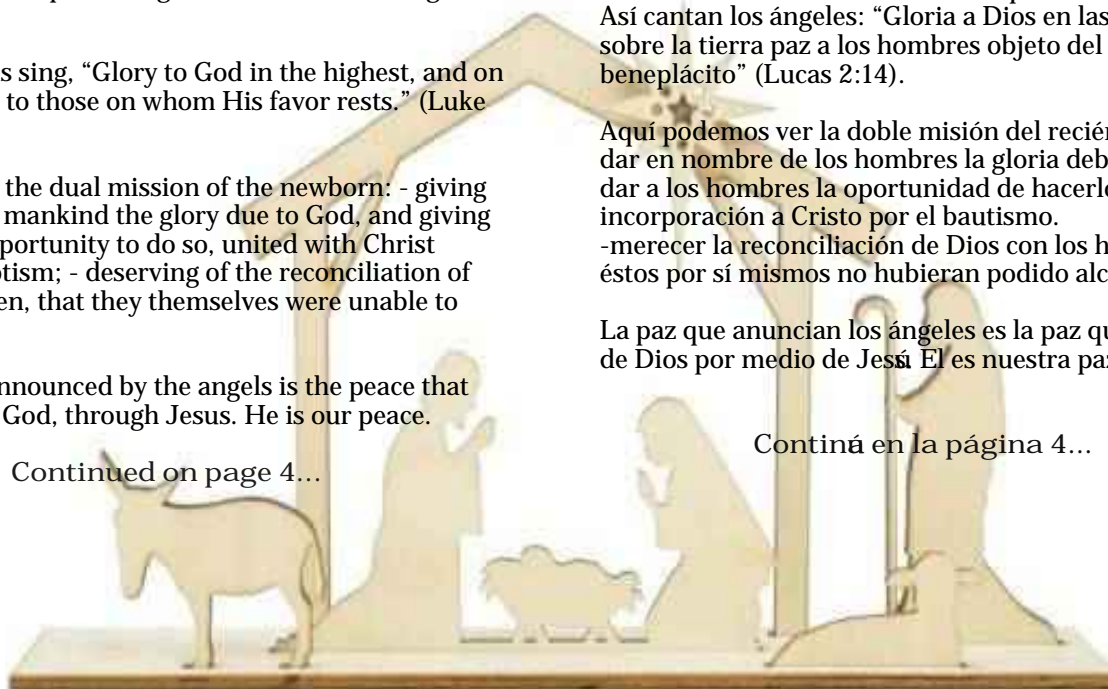 s sing, “Glory to God in the highest, and on
to those on whom His favor rests.” (Luke
the dual mission of the newborn: - giving
mankind the glory due to God, and giving
pportunity to do so, united with Christ
otism; - deserving of the reconciliation of
en, that they themselves were unable to
nnounced by the angels is the peace that
God, through Jesus. He is our peace.
Continued on page 4...
Así cantan los ángeles: “Gloria a Dios en las
sobre la tierra paz a los hombres objeto del
beneplácito” (Lucas 2:14).
Aquí podemos ver la doble misión del recién
dar en nombre de los hombres la gloria deb
dar a los hombres la oportunidad de hacerlo
incorporación a Cristo por el bautismo.
-merecer la reconciliación de Dios con los h
éstos por sí mismos no hubieran podido alc
La paz que anuncian los ángeles es la paz qu
de Dios por medio de Jesú. El es nuestra paz
Continá en la página 4...